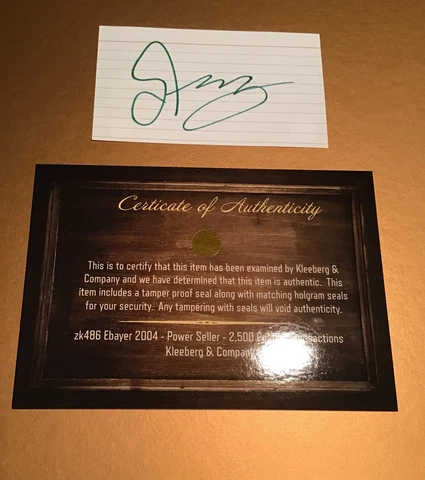 Certicate of Authenticity
This is to certify that this item has been examined by Kleeberg &
Company and we have determined that this item is authentic. This
item includes a tamper proof seal along with matching holgram seals
for your security. Any tampering with seals will void authenticity.
zk486 Ebayer 2004 - Power Seller - 2,500
Kleeberg & Company